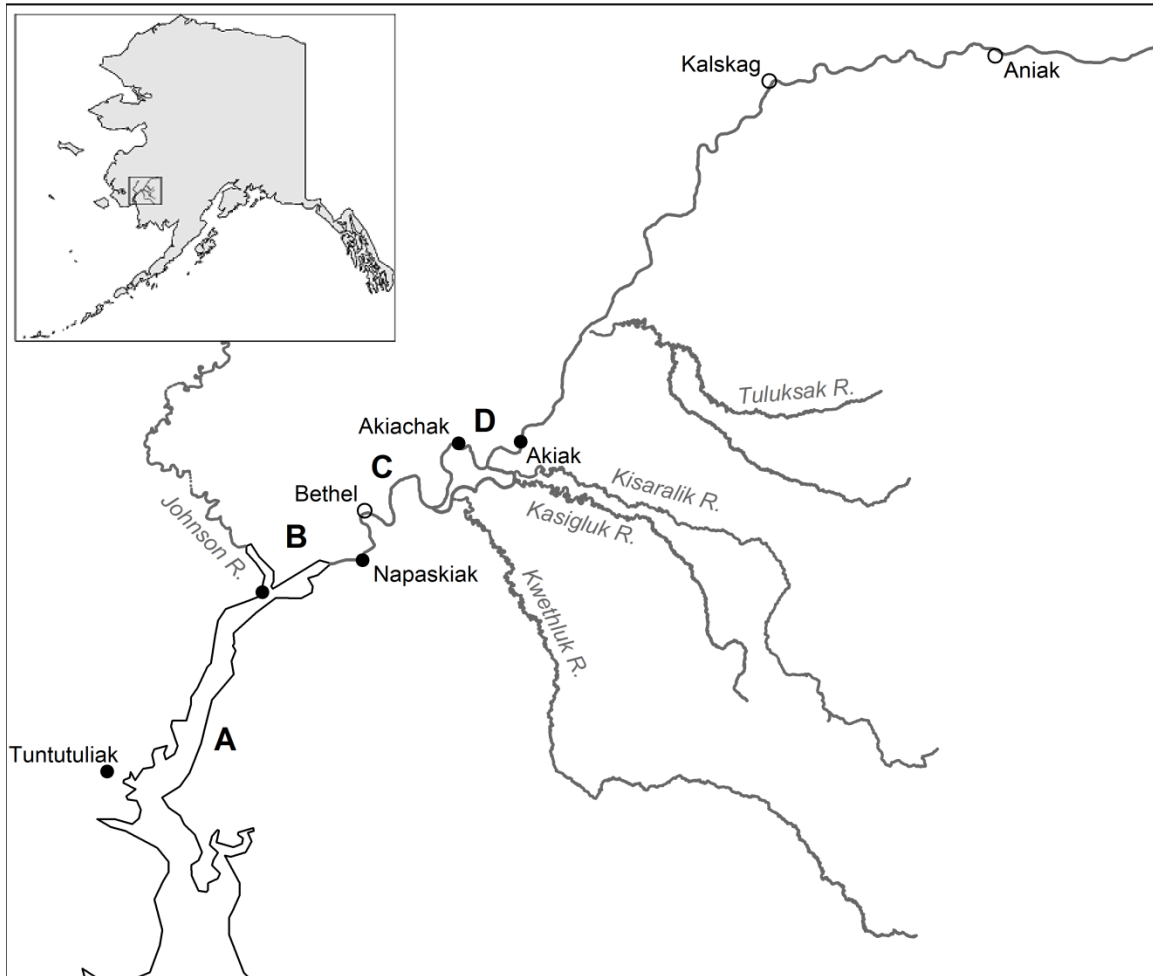 Kalskag
Aniak
Tuluksak R.
Akiachak
D
Akiak
C
Kisaralik R.
Bethel
Kasigluk R.
Johnson R.
B
Napaskiak
Kwethluk R.
A
Tuntutuliak